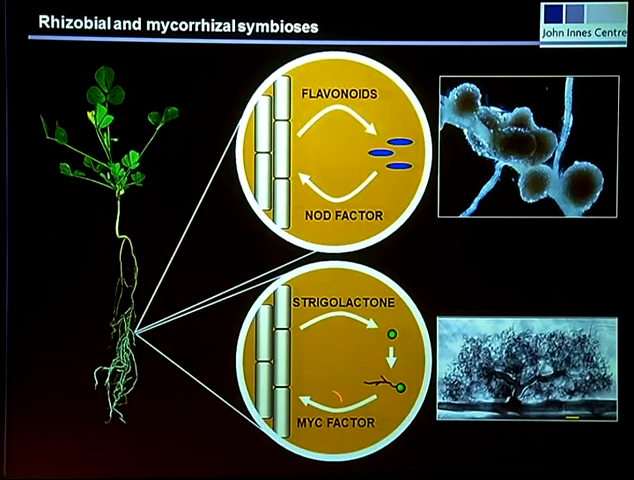 Rhizobial and mycorrhizal symbioses
John Innes Centre
FLAVONOIDS
NOD FACTOR
STRIGOLACTONE
MYC FACTOR